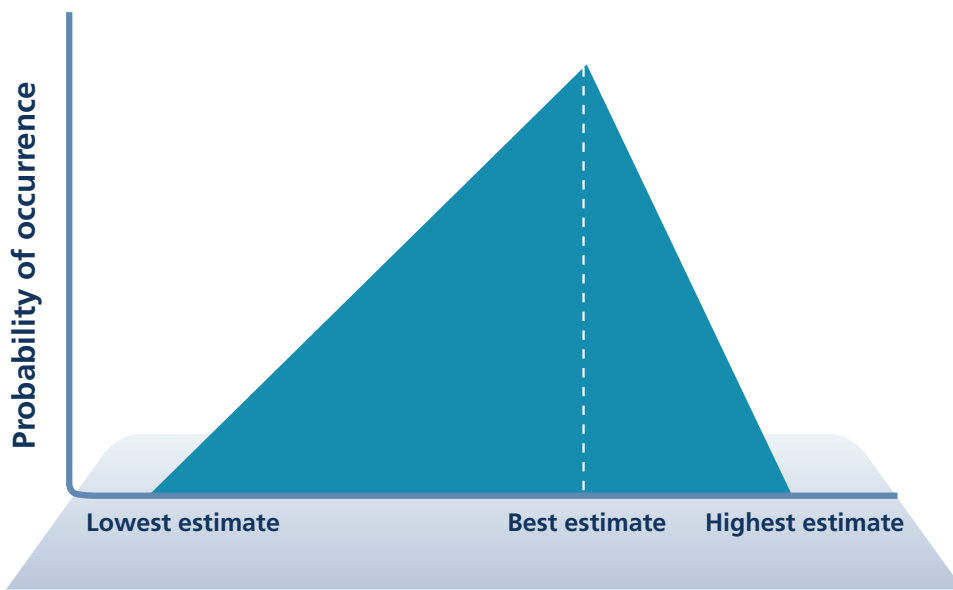 Probability of occurrence
Lowest estimate
Best estimate
Highest estimate